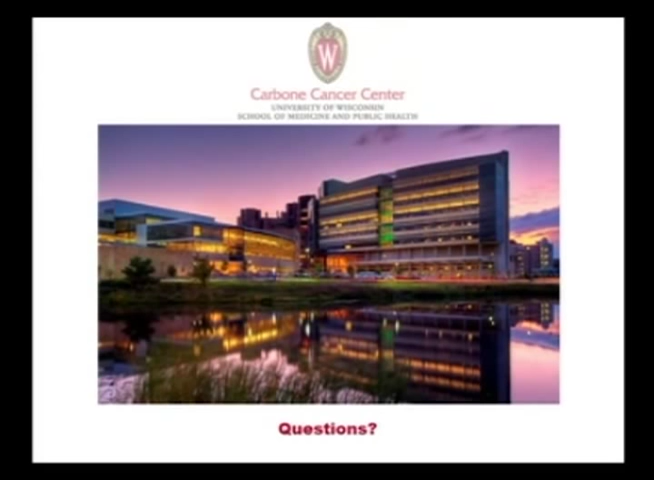 W
Carbone Cancer Center
UNIVERSITY OF WISCONSIN
SCHOOL OF MEDICINE AND PUBLIC HEALTH
Questions?